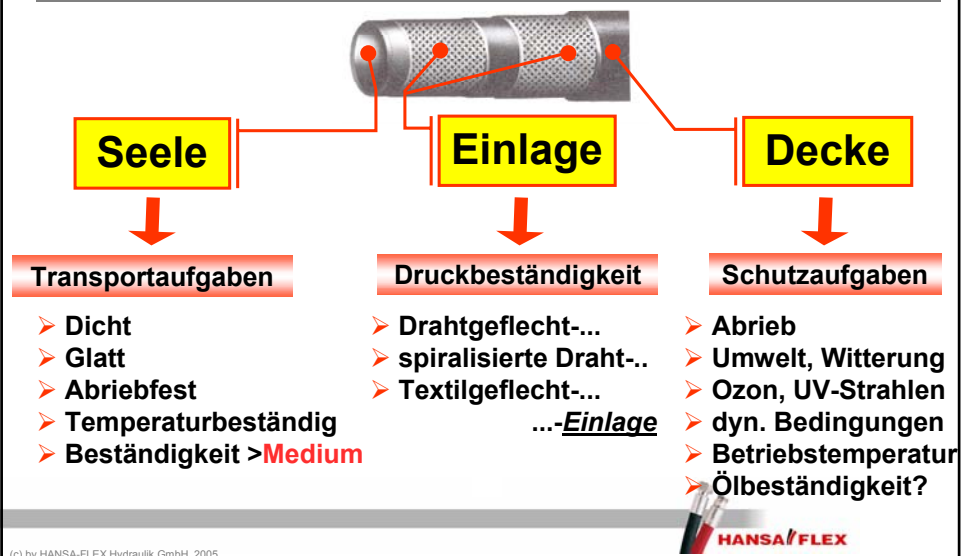 Seele
Einlage
Decke
Transportaufgaben
Druckbeständigkeit
Schutzaufgaben
➢ Dicht
➢ Glatt
➢ Abriebfest
➢ Temperaturbeständig
➢ Beständigkeit >Medium
➢ Drahtgeflecht-...
➢ spiralisierte Draht-..
➢ Textilgeflecht-...
...-Einlage
➢ Abrieb
➢ Umwelt, Witterung
➢ Ozon, UV-Strahlen
➢ dyn. Bedingungen
➢ Betriebstemperatur
➢ Ölbeständigkeit?
HANSA FLEX
(c) by HANSA-FLEX Hydraulik GmbH, 2005